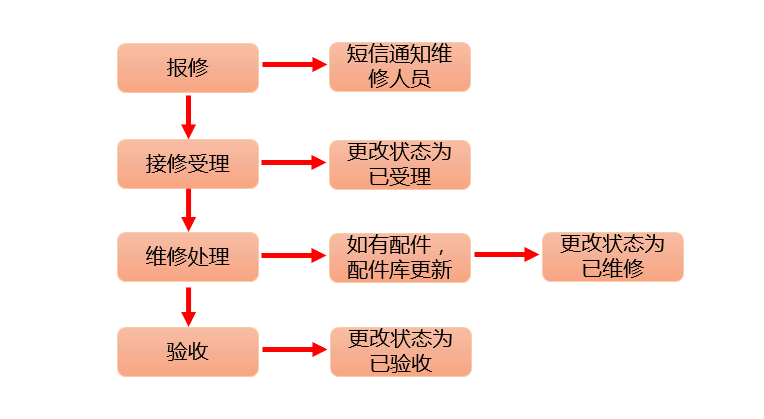 报修
短信通知维
修人员
接修受理
更改状态为
已受理
维修处理
如有配件，
配件库更新
更改状态为
已维修
验收
更改状态为
已验收